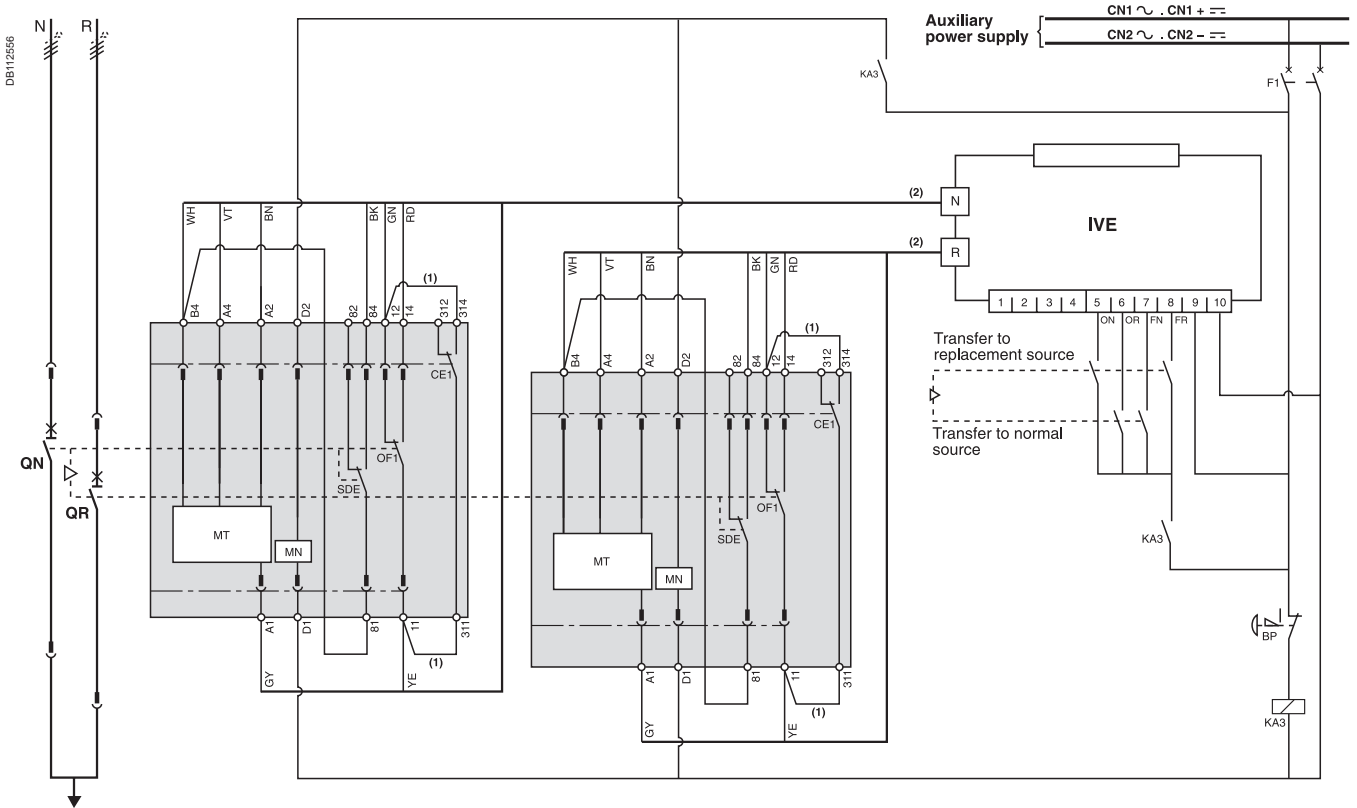 DB112556
N
R
KA3
Auxiliary
power supply
CN1 ~ . CN1 + ⎓
CN2 ~ . CN2 – ⎓
F1
(2)
N
(2)
R
IVE
1 2 3 4 5 6 7 8 9 10
ON OR FN FR
Transfer to
replacement source
Transfer to normal
source
KA3
BP
KA3
WH VT BN BK GN RD
(1)
B4 A4 A2 D2 82 84 12 14 312 314
CE1
OF1
SDE
MT
MN
A1 D1 81 11 311
(1)
GY YE
QN
QR
WH VT BN BK GN RD
(1)
B4 A4 A2 D2 82 84 12 14 312 314
CE1
OF1
SDE
MT
MN
A1 D1 81 11 311
(1)
GY YE